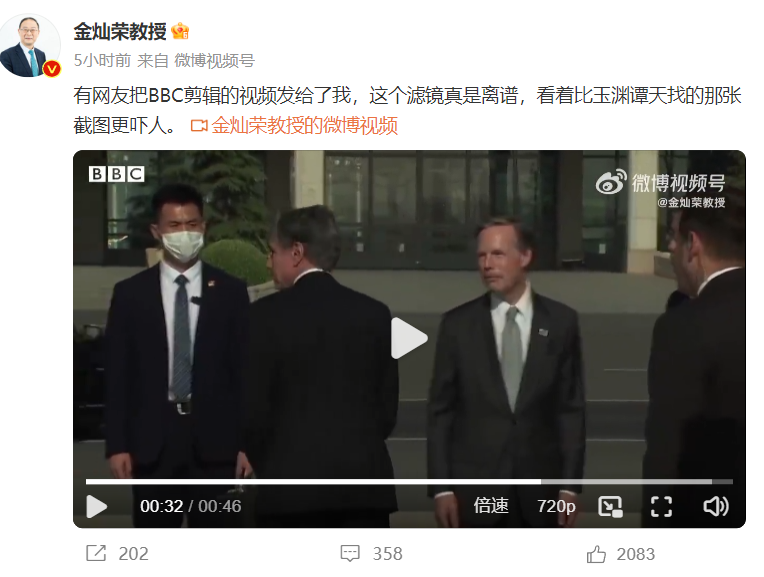 金灿荣教授
5小时前 来自 微博视频号
有网友把BBC剪辑的视频发给了我，这个滤镜真是离谱，看着比玉渊谭天找的那张
截图更吓人。 金灿荣教授的微博视频
BBC
微博视频号
@金灿荣教授
00:32 / 00:46
倍速
720p
202
358
2083